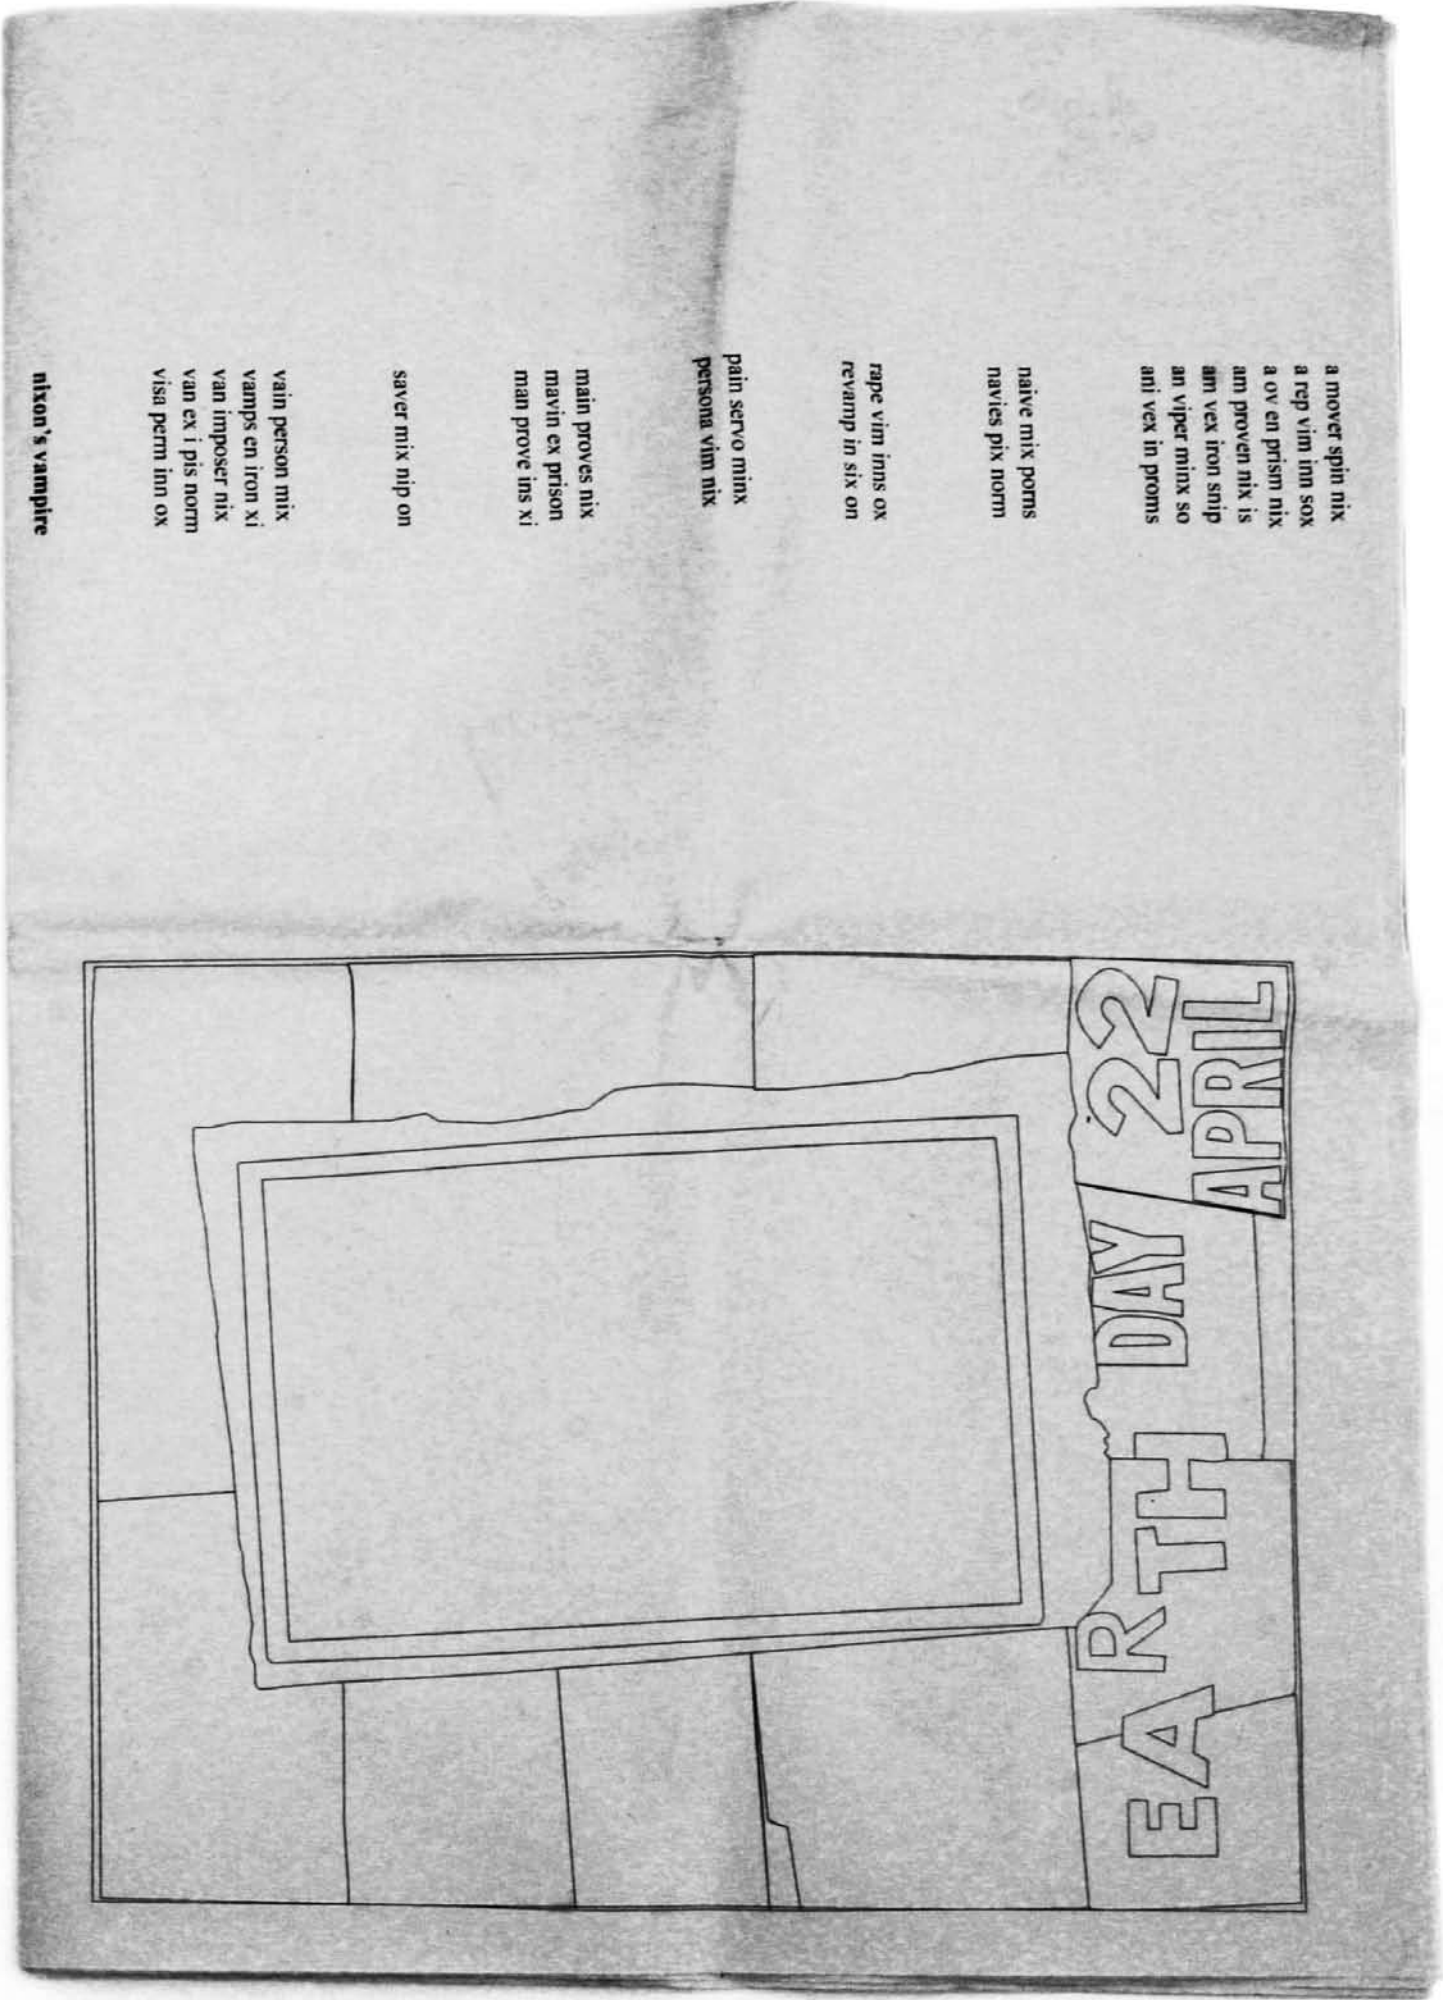 a mover spin nix
a rep vim inn sox
a ov en prism nix
am proven nix is
am vex iron snip
an viper minx so
ani vex in proms
naive mix porns
navies pix norm
rape vim inns ox
revamp in six on
pain servo minx
persona vim nix
main proves nix
mavin ex prison
man prove ins xi
saver mix nip on
vain person mix
vamps en iron xi
van imposer nix
van ex i pis norm
visa perm inn ox
nixon's vampire
EARTH DAY 22
APRIL